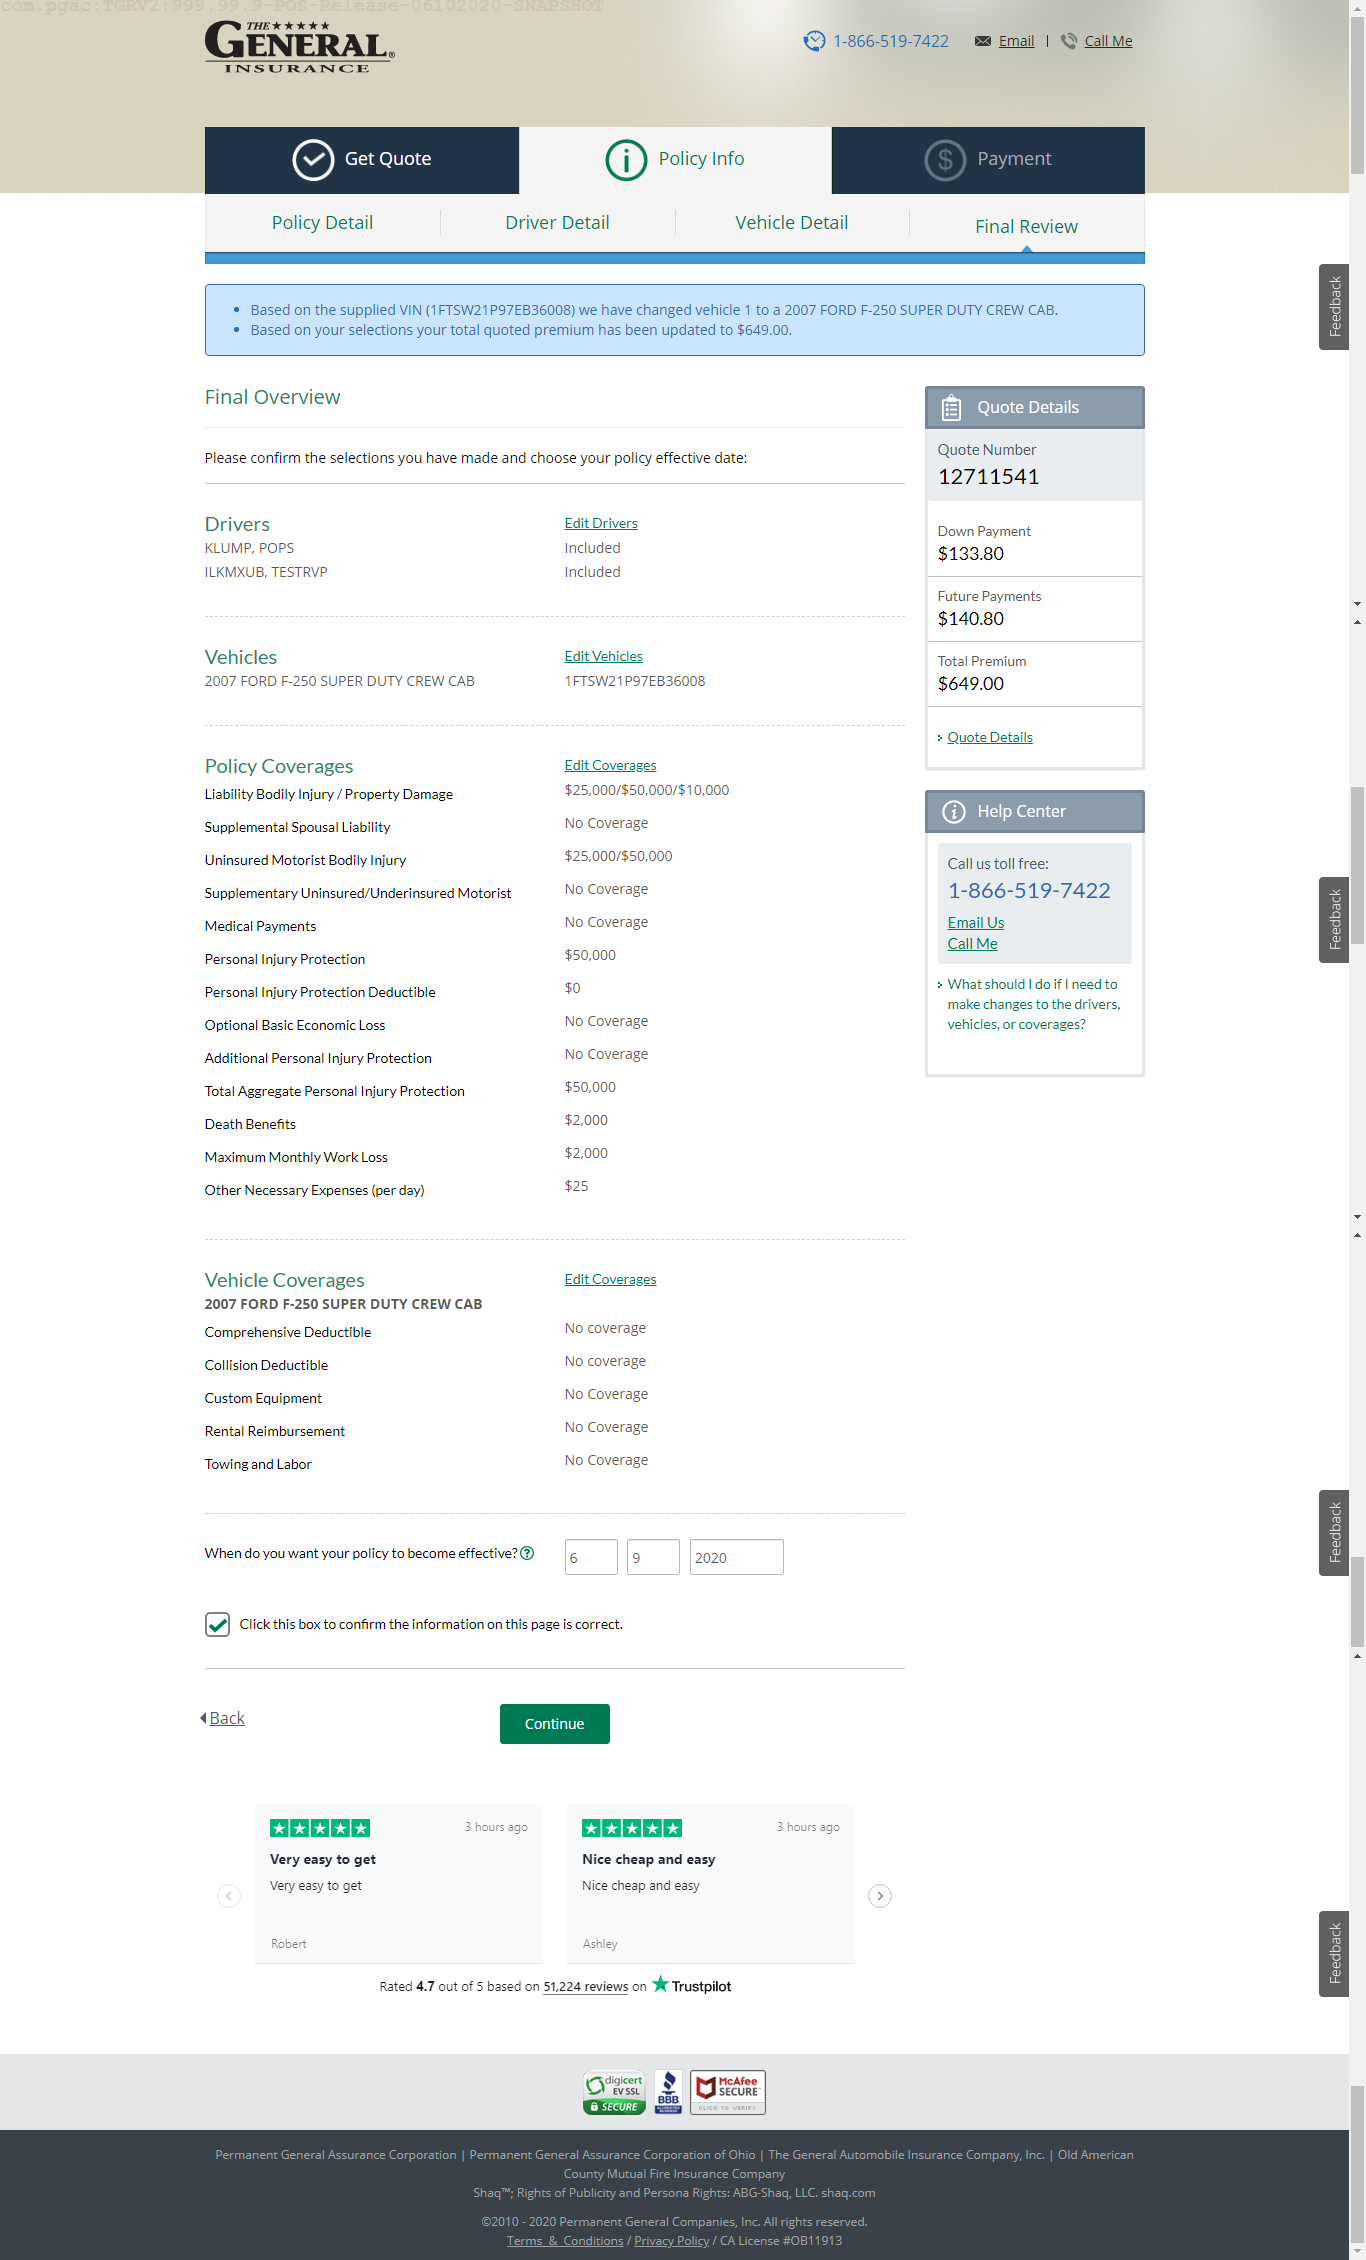 com.pgac:TGRV2:999.99.9-POS-Release-06102020-SNAPSHOT
THE
GENERAL®
INSURANCE
1-866-519-7422
Email | Call Me
Get Quote
Policy Info
Payment
Policy Detail
Driver Detail
Vehicle Detail
Final Review
• Based on the supplied VIN (1FTSW21P97EB36008) we have changed vehicle 1 to a 2007 FORD F-250 SUPER DUTY CREW CAB.
• Based on your selections your total quoted premium has been updated to $649.00.
Final Overview
Please confirm the selections you have made and choose your policy effective date:
Drivers Edit Drivers
KLUMP, POPS Included
ILKMXUB, TESTRVP Included
Vehicles Edit Vehicles
2007 FORD F-250 SUPER DUTY CREW CAB 1FTSW21P97EB36008
Policy Coverages Edit Coverages
Liability Bodily Injury / Property Damage $25,000/$50,000/$10,000
Supplemental Spousal Liability No Coverage
Uninsured Motorist Bodily Injury $25,000/$50,000
Supplementary Uninsured/Underinsured Motorist No Coverage
Medical Payments No Coverage
Personal Injury Protection $50,000
Personal Injury Protection Deductible $0
Optional Basic Economic Loss No Coverage
Additional Personal Injury Protection No Coverage
Total Aggregate Personal Injury Protection $50,000
Death Benefits $2,000
Maximum Monthly Work Loss $2,000
Other Necessary Expenses (per day) $25
Vehicle Coverages Edit Coverages
2007 FORD F-250 SUPER DUTY CREW CAB
Comprehensive Deductible No coverage
Collision Deductible No coverage
Custom Equipment No Coverage
Rental Reimbursement No Coverage
Towing and Labor No Coverage
When do you want your policy to become effective? 6 9 2020
Click this box to confirm the information on this page is correct.
Back
Continue
Quote Details
Quote Number
12711541
Down Payment
$133.80
Future Payments
$140.80
Total Premium
$649.00
Quote Details
Help Center
Call us toll free:
1-866-519-7422
Email Us
Call Me
What should I do if I need to
make changes to the drivers,
vehicles, or coverages?
Feedback
Feedback
Feedback
Feedback
3 hours ago
Very easy to get
Very easy to get
Robert
3 hours ago
Nice cheap and easy
Nice cheap and easy
Ashley
Rated 4.7 out of 5 based on 51,224 reviews on Trustpilot
digicert
EV SSL
SECURE
BBB
ACCREDITED BUSINESS
McAfee
SECURE
CLICK TO VERIFY
Permanent General Assurance Corporation | Permanent General Assurance Corporation of Ohio | The General Automobile Insurance Company, Inc. | Old American
County Mutual Fire Insurance Company
Shaq™; Rights of Publicity and Persona Rights: ABG-Shaq, LLC. shaq.com
©2010 - 2020 Permanent General Companies, Inc. All rights reserved.
Terms & Conditions / Privacy Policy / CA License #OB11913